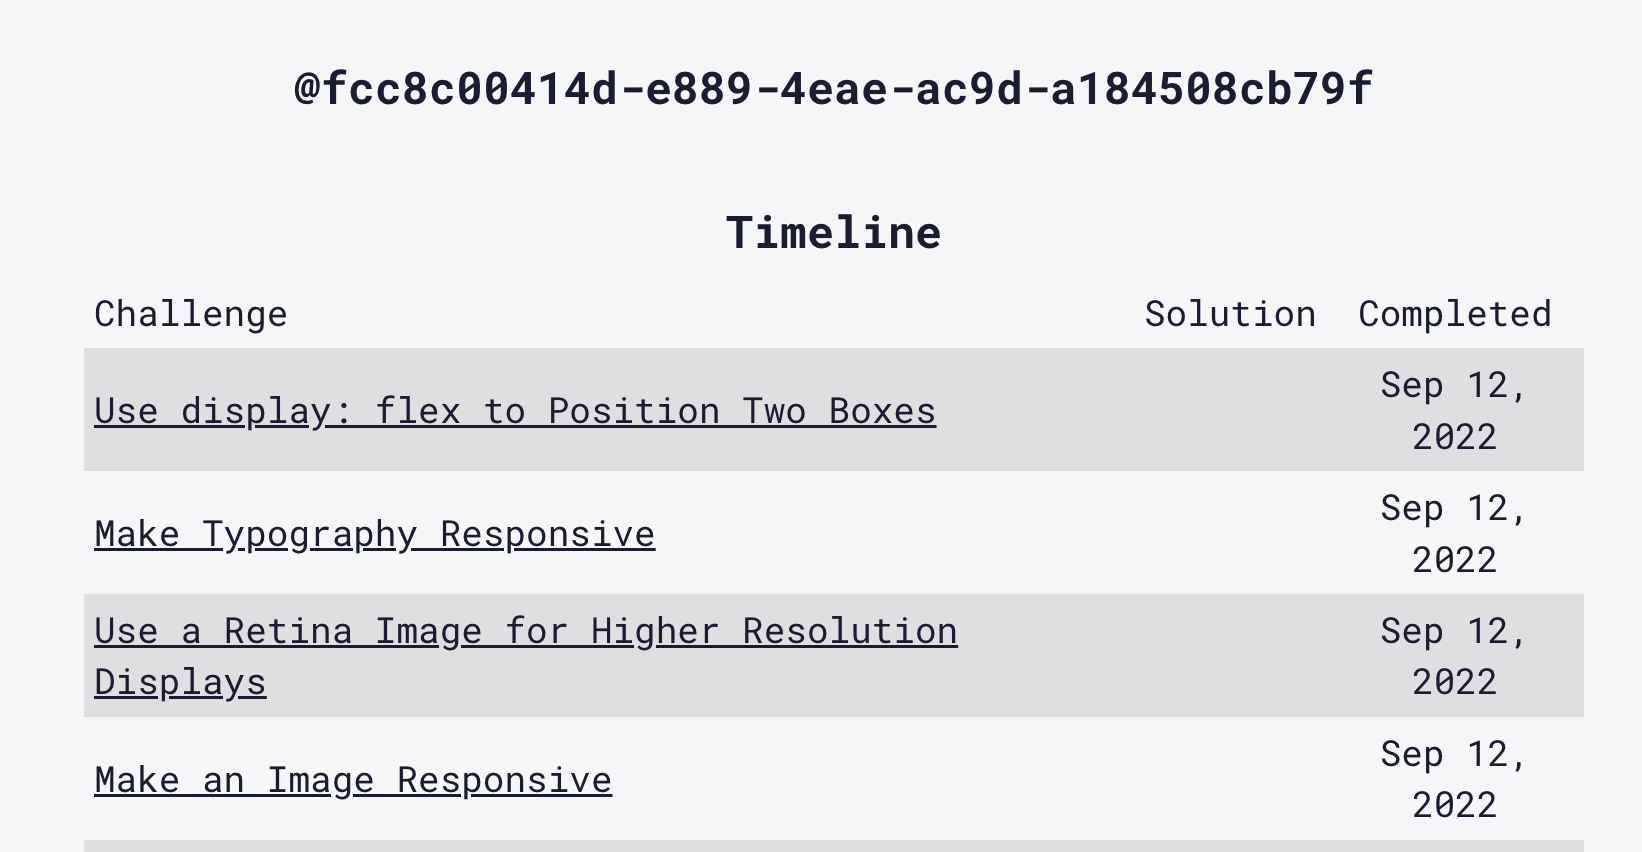 @fcc8c00414d-e889-4eae-ac9d-a184508cb79f
Timeline
Challenge Solution Completed
Use display: flex to Position Two Boxes
Sep 12,
2022
Make Typography Responsive
Sep 12,
2022
Use a Retina Image for Higher Resolution
Displays
Sep 12,
2022
Make an Image Responsive
Sep 12,
2022